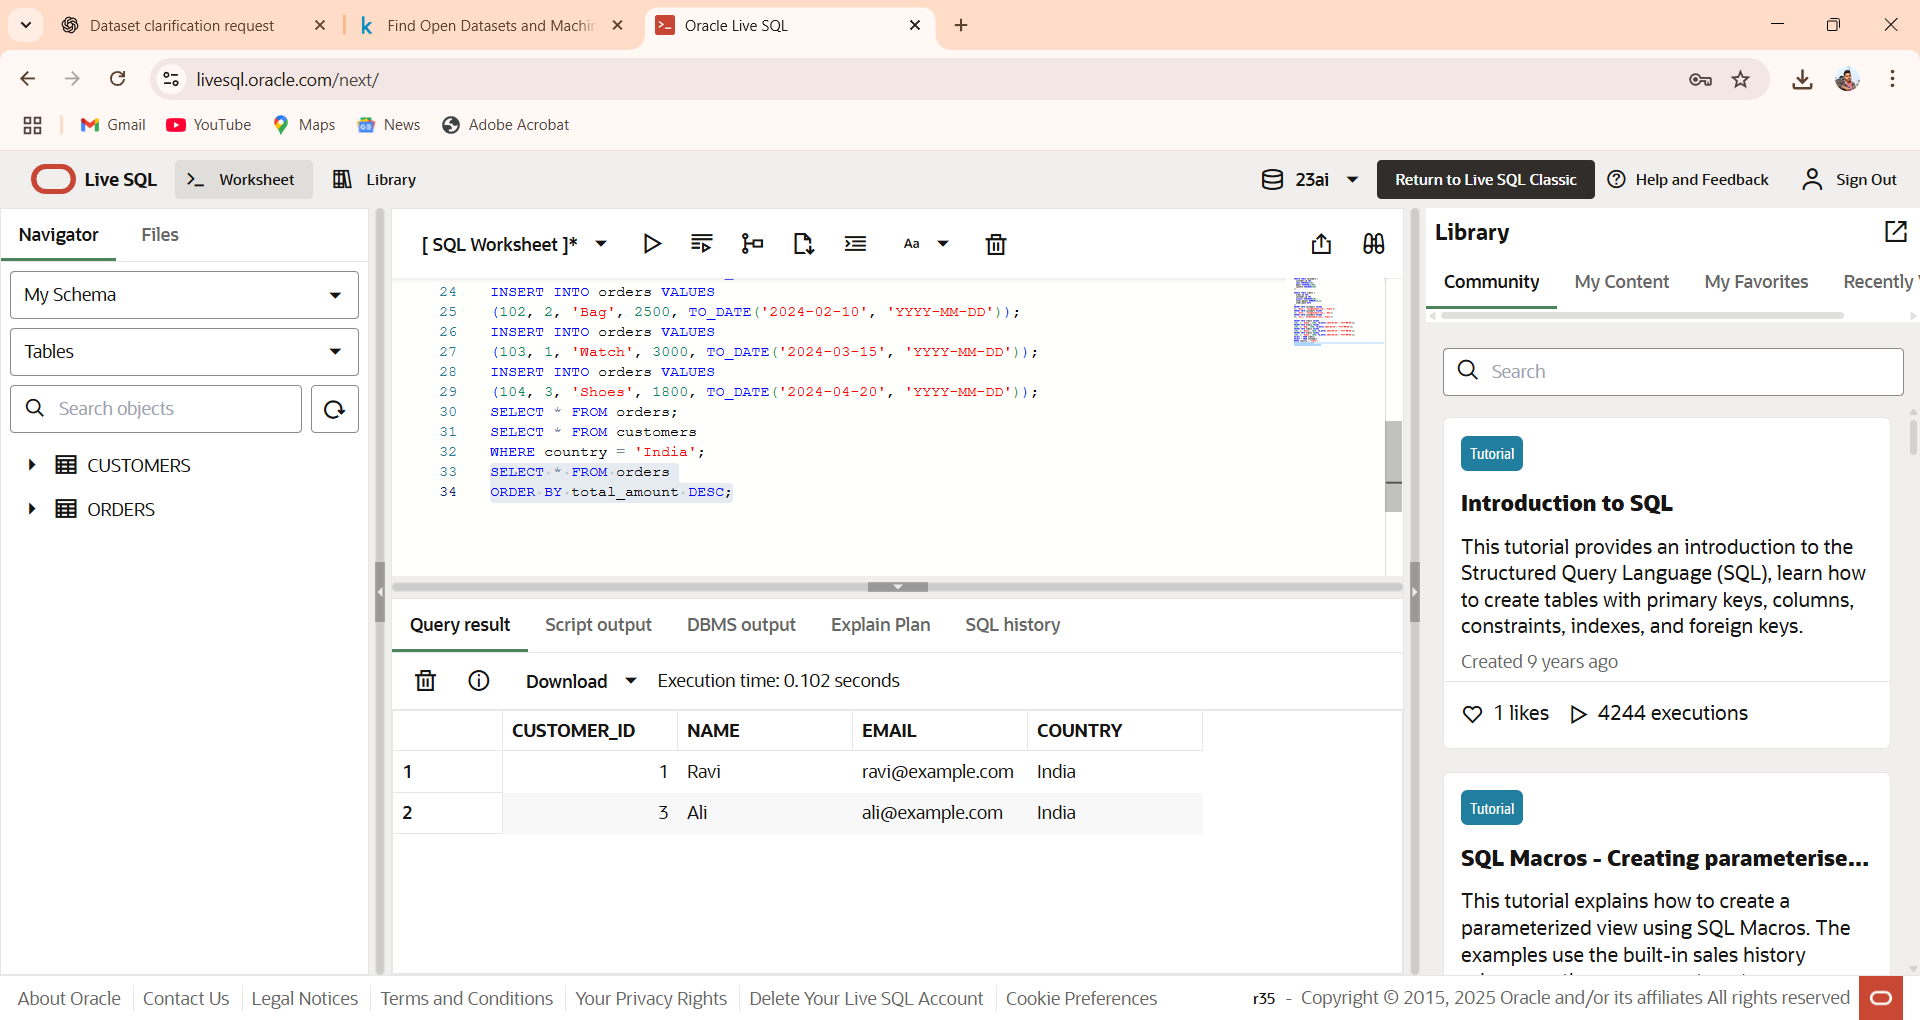 Dataset clarification request
Find Open Datasets and Machin
Oracle Live SQL
livesql.oracle.com/next/
Gmail
YouTube
Maps
News
Adobe Acrobat
Live SQL
Worksheet
Library
23ai
Return to Live SQL Classic
Help and Feedback
Sign Out
Navigator
Files
My Schema
Tables
Search objects
CUSTOMERS
ORDERS
[ SQL Worksheet ]*
Aa
24 INSERT INTO orders VALUES
25 (102, 2, 'Bag', 2500, TO_DATE('2024-02-10', 'YYYY-MM-DD'));
26 INSERT INTO orders VALUES
27 (103, 1, 'Watch', 3000, TO_DATE('2024-03-15', 'YYYY-MM-DD'));
28 INSERT INTO orders VALUES
29 (104, 3, 'Shoes', 1800, TO_DATE('2024-04-20', 'YYYY-MM-DD'));
30 SELECT * FROM orders;
31 SELECT * FROM customers
32 WHERE country = 'India';
33 SELECT * FROM orders
34 ORDER BY total_amount DESC;
Query result
Script output
DBMS output
Explain Plan
SQL history
Download
Execution time: 0.102 seconds
CUSTOMER_ID NAME EMAIL COUNTRY
1 1 Ravi ravi@example.com India
2 3 Ali ali@example.com India
Library
Community
My Content
My Favorites
Recently
Search
Tutorial
Introduction to SQL
This tutorial provides an introduction to the
Structured Query Language (SQL), learn how
to create tables with primary keys, columns,
constraints, indexes, and foreign keys.
Created 9 years ago
1 likes
4244 executions
Tutorial
SQL Macros - Creating parameterise...
This tutorial explains how to create a
parameterized view using SQL Macros. The
examples use the built-in sales history
About Oracle
Contact Us
Legal Notices
Terms and Conditions
Your Privacy Rights
Delete Your Live SQL Account
Cookie Preferences
r35 - Copyright © 2015, 2025 Oracle and/or its affiliates All rights reserved